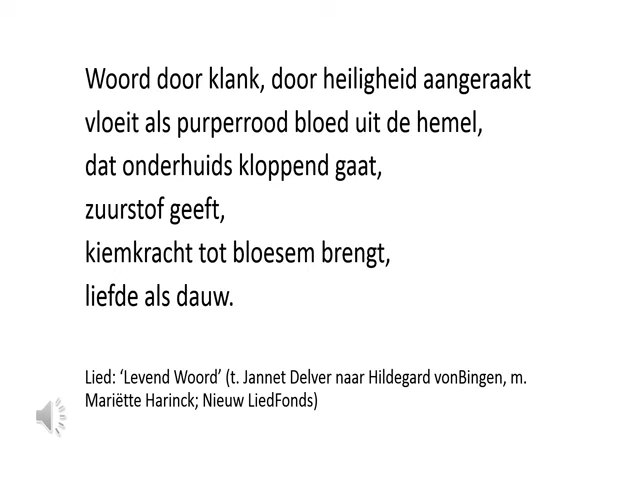 Woord door klank, door heiligheid aangeraakt
vloeit als purperrood bloed uit de hemel,
dat onderhuids kloppend gaat,
zuurstof geeft,
kiemkracht tot bloesem brengt,
liefde als dauw.
Lied: ‘Levend Woord’ (t. Jannet Delver naar Hildegard vonBingen, m.
Mariëtte Harinck; Nieuw LiedFonds)